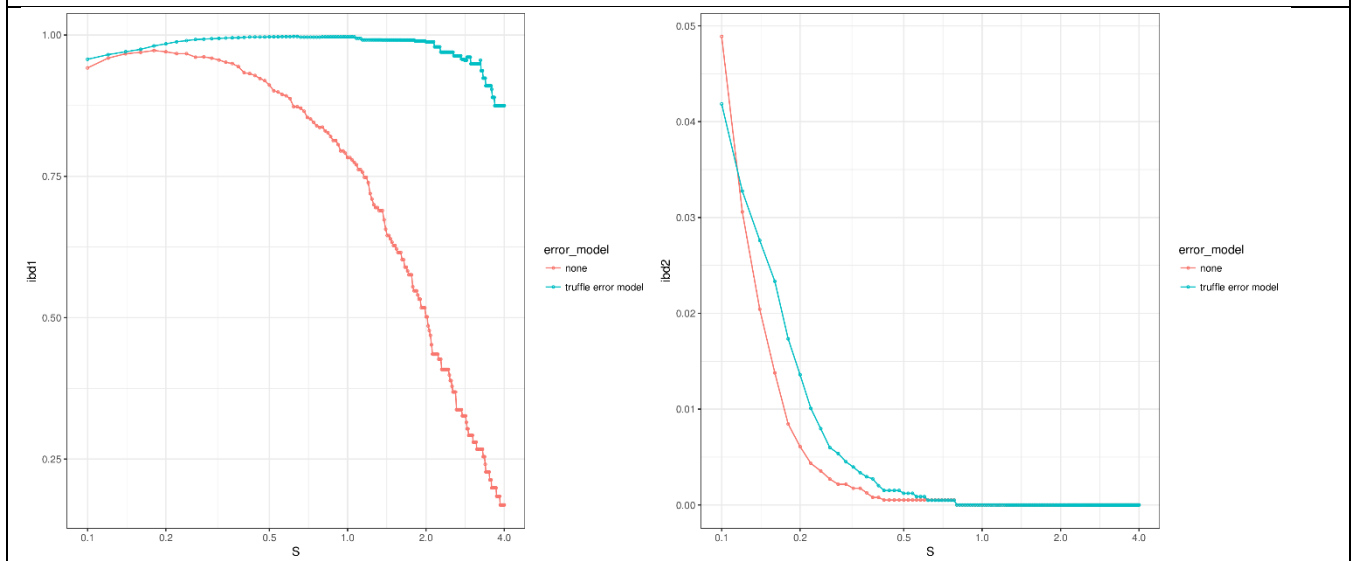 1.00
0.75
0.50
0.25
ibd1
0.1
0.2
0.5
1.0
2.0
4.0
S
error_model
none
truffle error model
0.05
0.04
0.03
0.02
0.01
0.00
ibd2
0.1
0.2
0.5
1.0
2.0
4.0
S
error_model
none
truffle error model